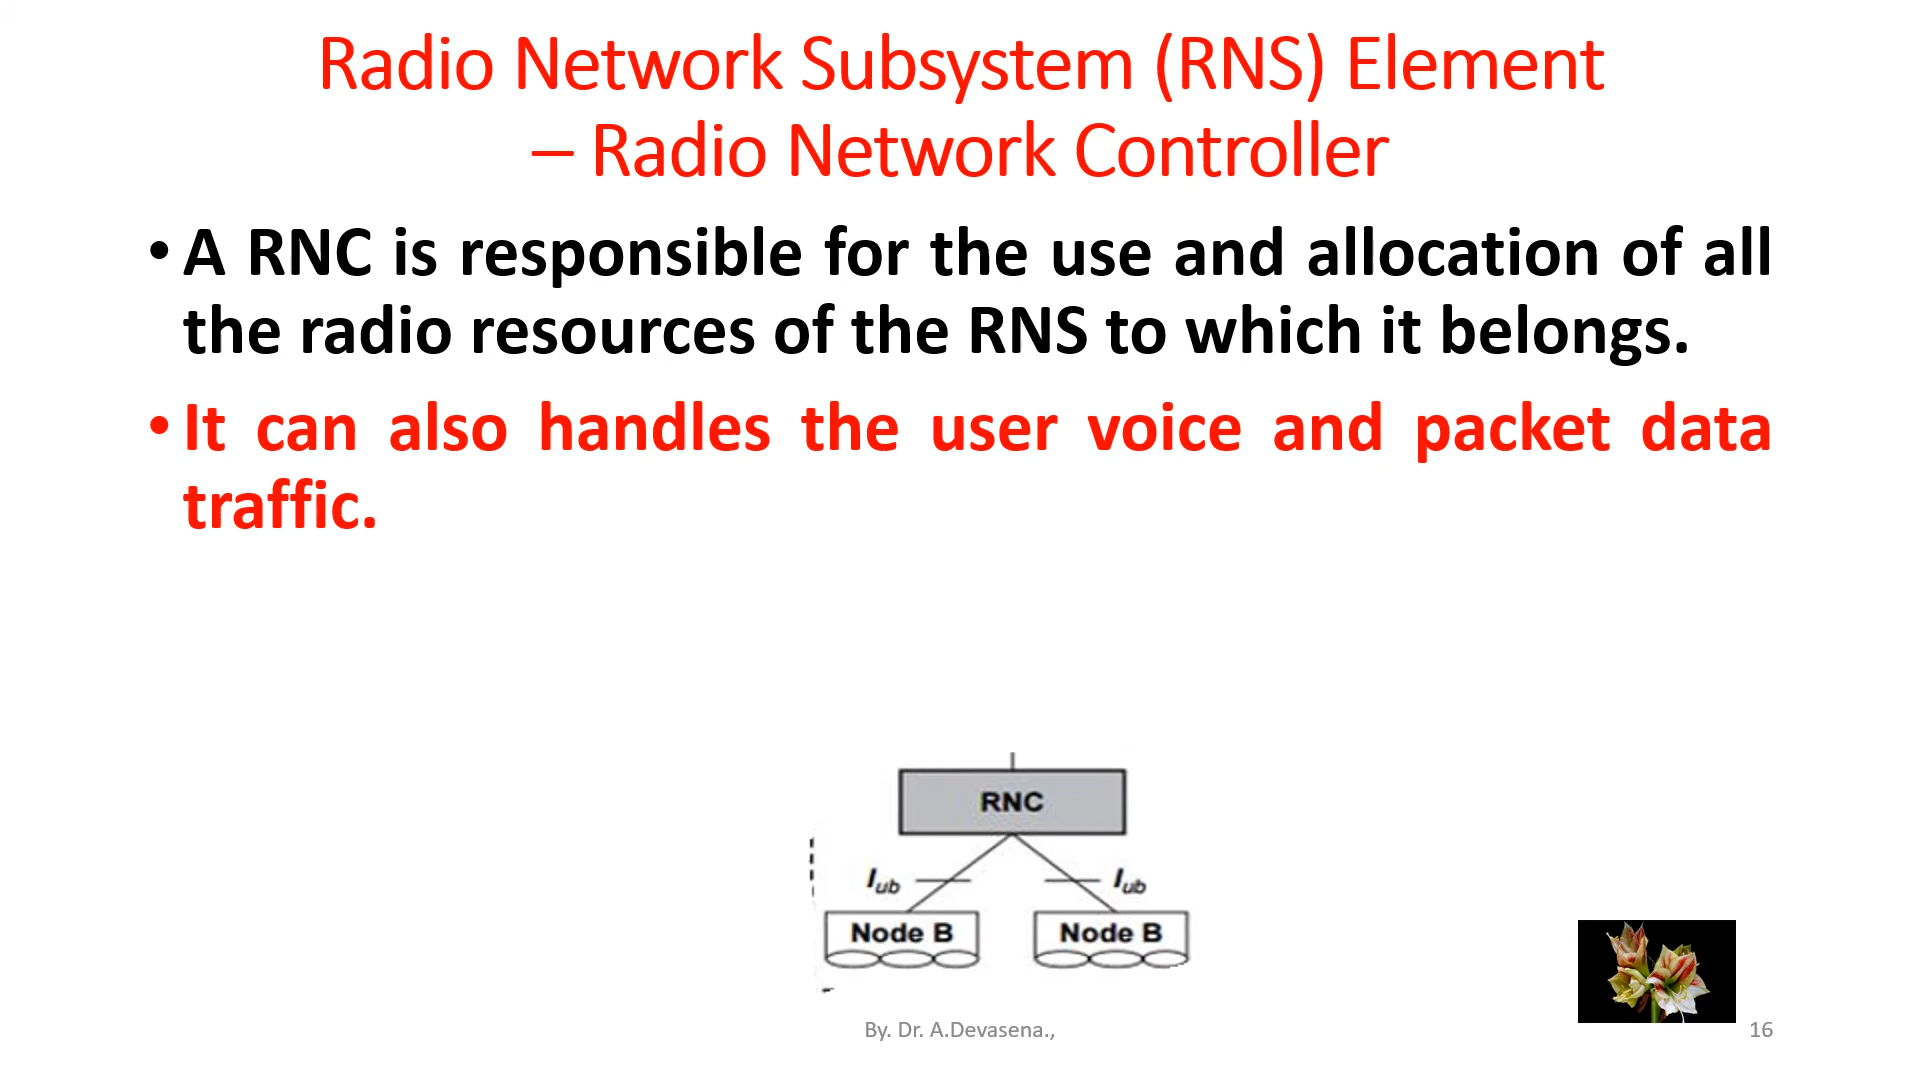 Radio Network Subsystem (RNS) Element
– Radio Network Controller
• A RNC is responsible for the use and allocation of all
the radio resources of the RNS to which it belongs.
• It can also handles the user voice and packet data
traffic.
RNC
Iub
Iub
Node B
Node B
By. Dr. A.Devasena.,
16